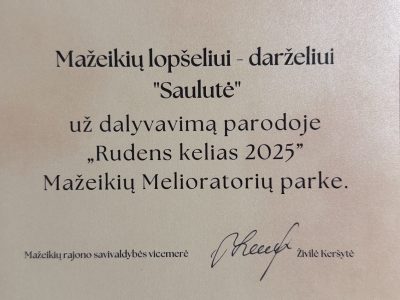 Mažeikių lopšeliui - darželiui
"Saulutė"
už dalyvavimą parodoje
„Rudens kelias 2025”
Mažeikių Melioratorių parke.
Mažeikių rajono savivaldybės vicemerė Živilė Keršytė